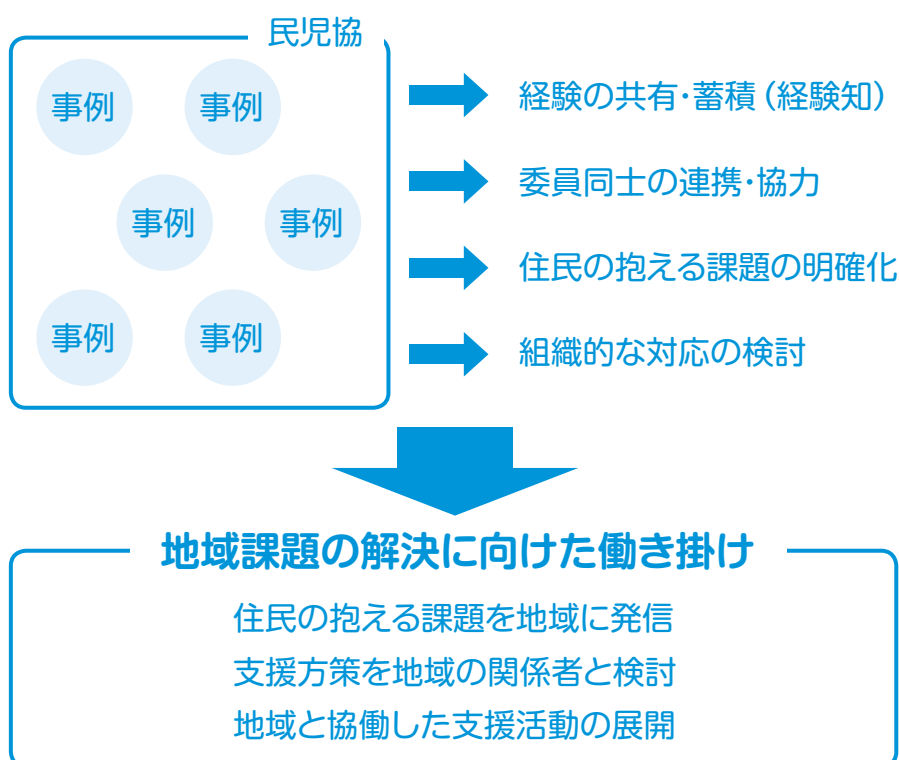 民児協
事例
事例
事例
事例
事例
事例
経験の共有・蓄積（経験知）
委員同士の連携・協力
住民の抱える課題の明確化
組織的な対応の検討
地域課題の解決に向けた働き掛け
住民の抱える課題を地域に発信
支援方策を地域の関係者と検討
地域と協働した支援活動の展開